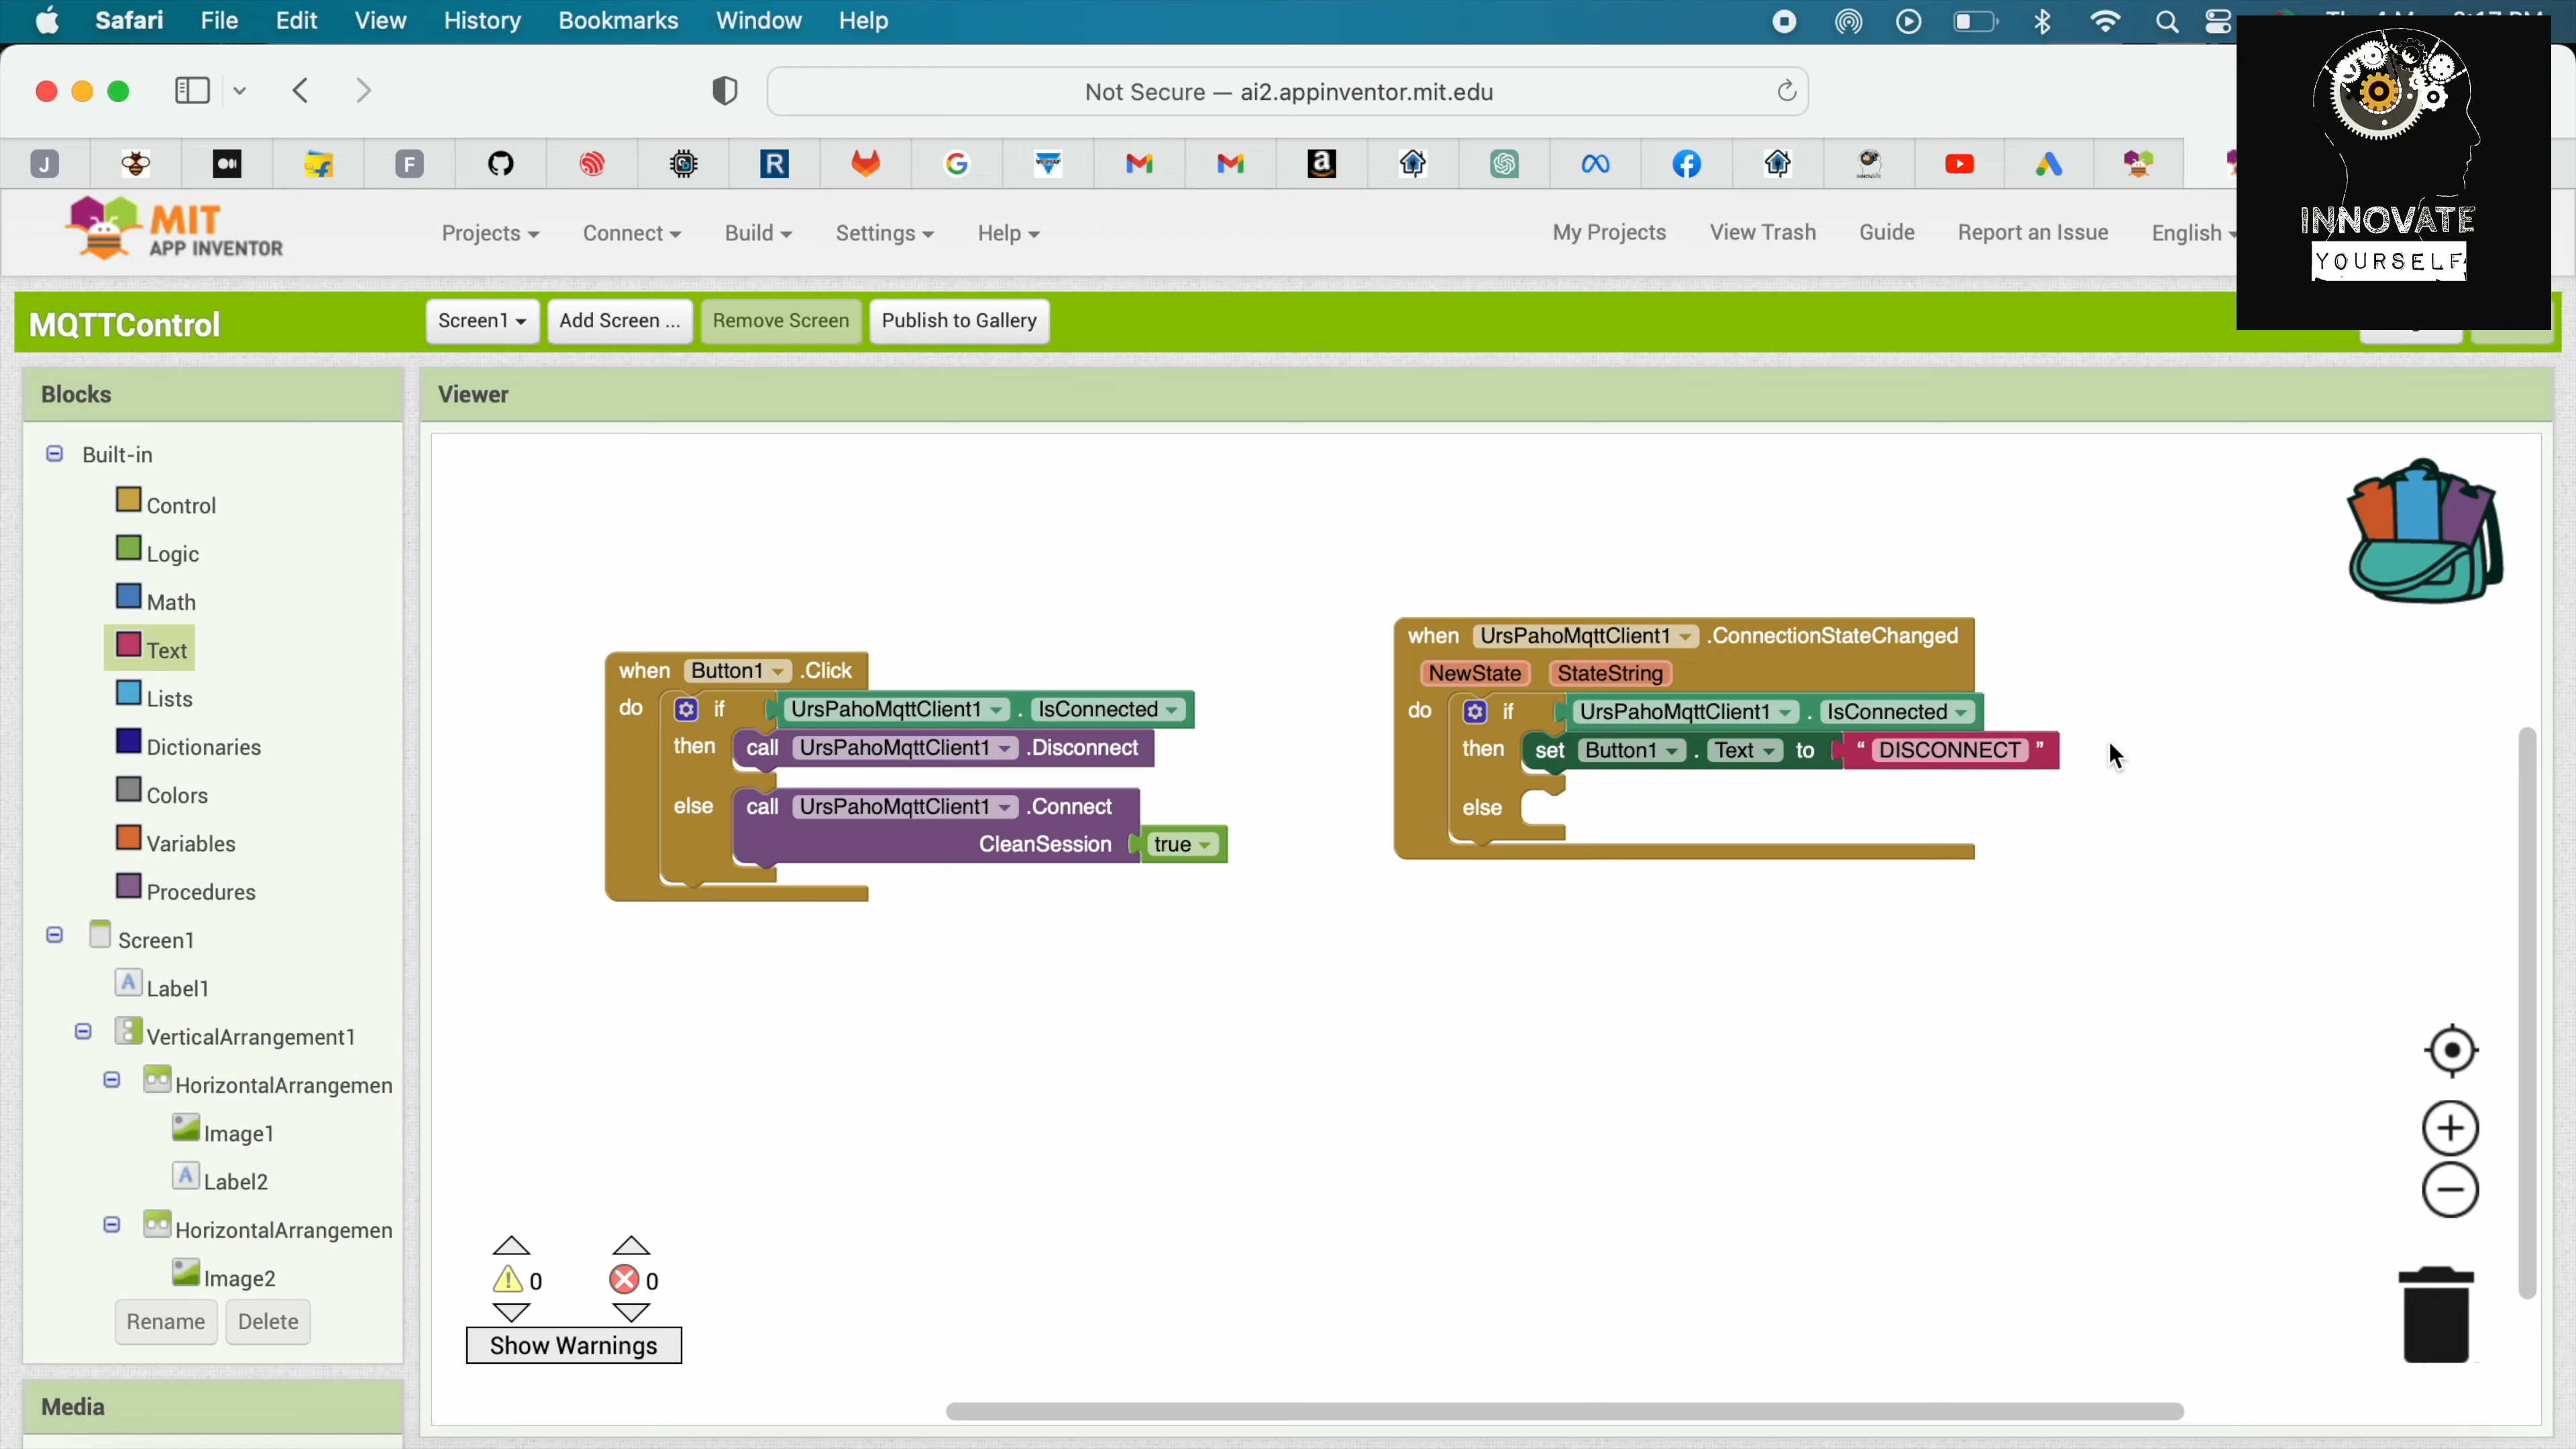 Safari File Edit View History Bookmarks Window Help
Not Secure — ai2.appinventor.mit.edu
J F R a
INNOVATE
YOURSELF
MIT
APP INVENTOR
Projects Connect Build Settings Help My Projects View Trash Guide Report an Issue English
MQTTControl Screen1 Add Screen ... Remove Screen Publish to Gallery
Blocks
Viewer
Built-in
Control
Logic
Math
Text
Lists
Dictionaries
Colors
Variables
Procedures
Screen1
Label1
VerticalArrangement1
HorizontalArrangemen
Image1
Label2
HorizontalArrangemen
Image2
Rename Delete
Media
when Button1 .Click
do if UrsPahoMqttClient1 . IsConnected
then call UrsPahoMqttClient1 .Disconnect
else call UrsPahoMqttClient1 .Connect
CleanSession true
when UrsPahoMqttClient1 .ConnectionStateChanged
NewState StateString
do if UrsPahoMqttClient1 . IsConnected
then set Button1 . Text to “ DISCONNECT ”
else
0 0
Show Warnings